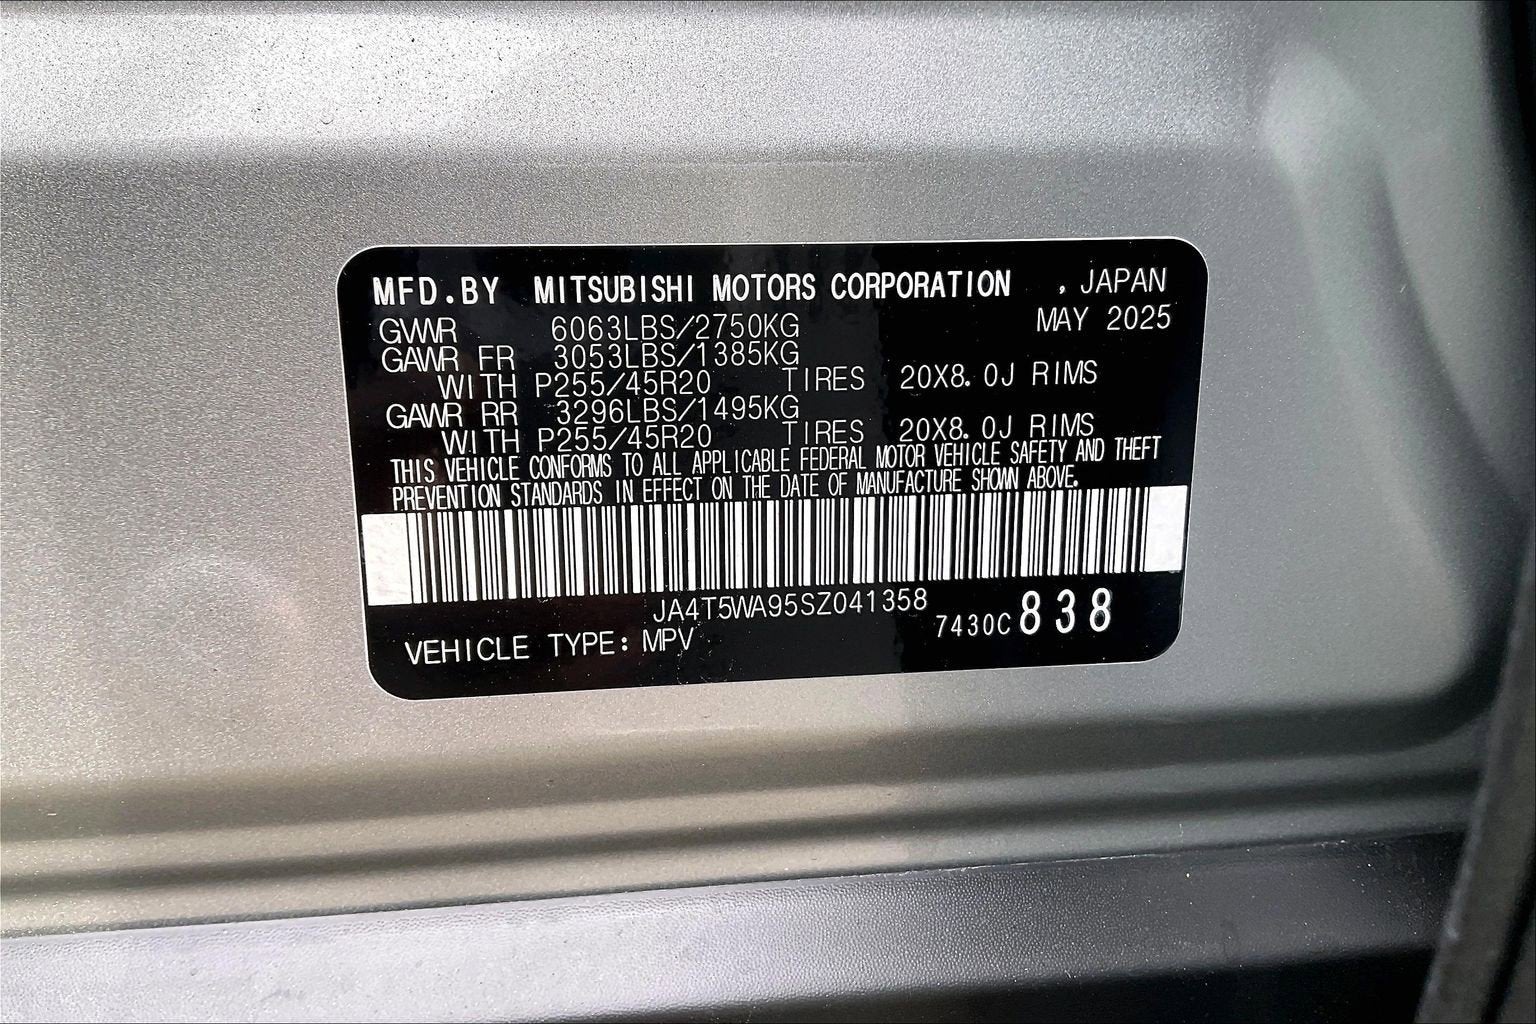 MFD.BY MITSUBISHI MOTORS CORPORATION , JAPAN
MAY 2025
GWWR 6063LBS/2750KG
GAWR FR 3053LBS/1385KG
WITH P255/45R20 TIRES 20X8.0J RIMS
GAWR RR 3296LBS/1495KG
WITH P255/45R20 TIRES 20X8.0J RIMS
THIS VEHICLE CONFORMS TO ALL APPLICABLE FEDERAL MOTOR VEHICLE SAFETY AND THEFT
PREVENTION STANDARDS IN EFFECT ON THE DATE OF MANUFACTURE SHOWN ABOVE.
JA4T5WA95SZ041358
7430C 838
VEHICLE TYPE: MPV